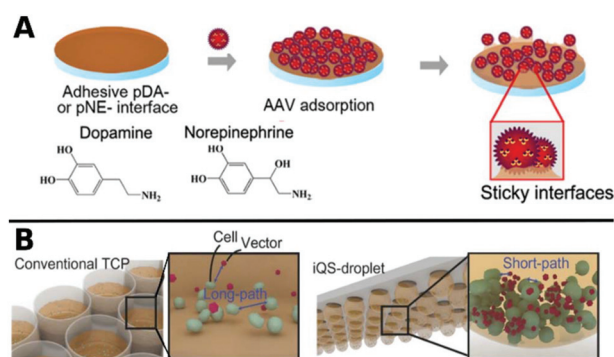 A
Adhesive pDA-
or pNE- interface
AAV adsorption
Sticky interfaces
Dopamine
Norepinephrine
HO
HO
NH2
HO
HO
OH
NH2
B
Conventional TCP
Cell
Vector
Long-path
iQS-droplet
Short-path